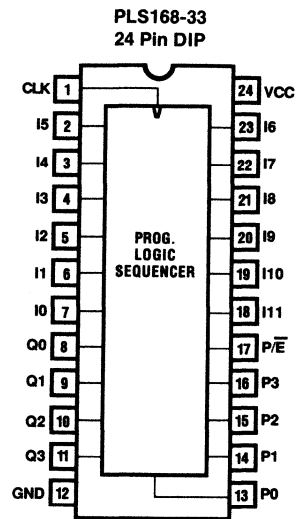 PLS168-33
24 Pin DIP
CLK 1 24 VCC
I5 2 23 I6
I4 3 22 I7
I3 4 21 I8
I2 5 20 I9
I1 6 19 I10
I0 7 18 I11
Q0 8 17 P/E̅
Q1 9 16 P3
Q2 10 15 P2
Q3 11 14 P1
GND 12 13 P0
PROG.
LOGIC
SEQUENCER